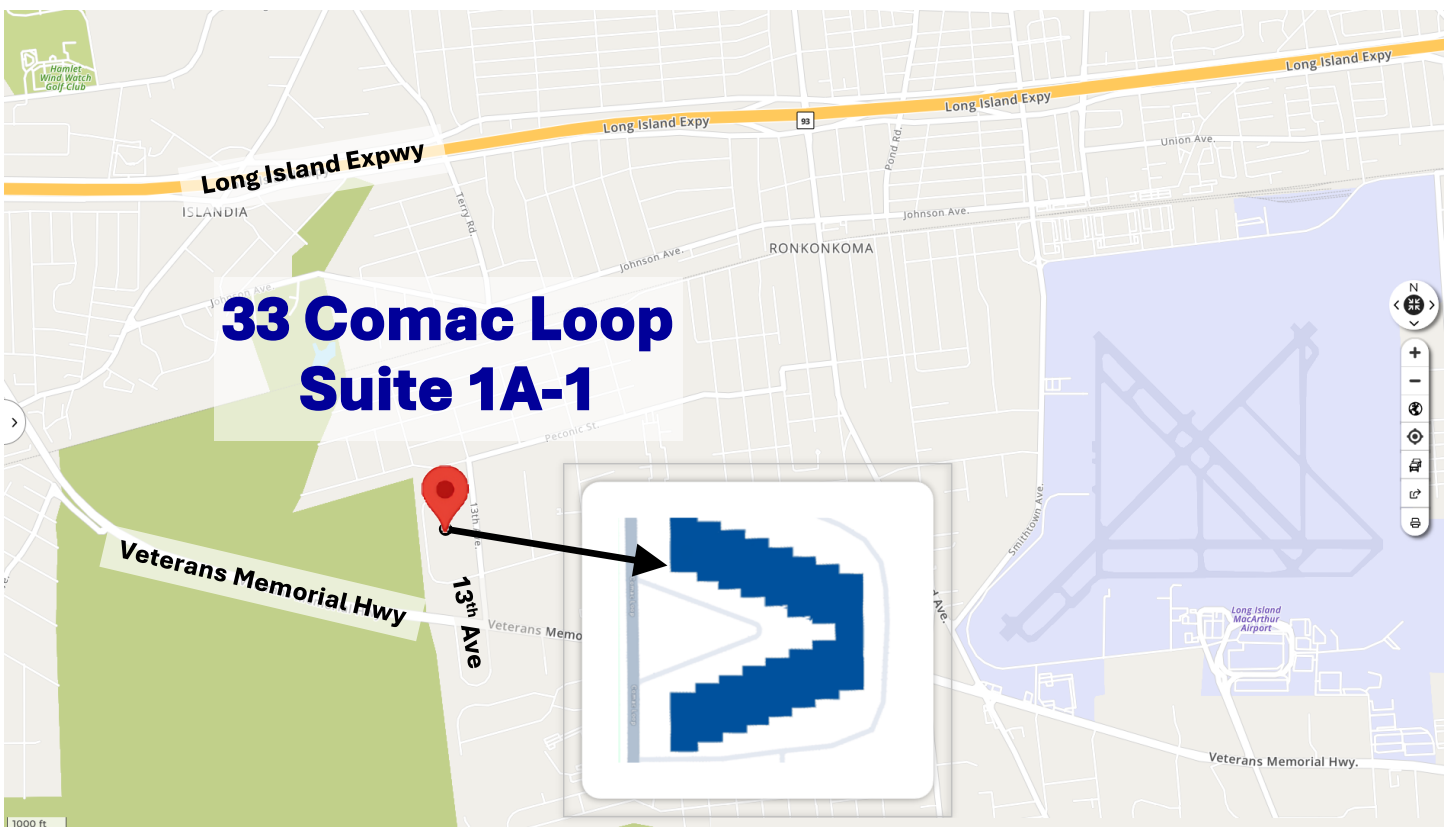 Hamlet
Wind Watch
Golf Club
Long Island Expy
Long Island Expy
Long Island Expy
93
Union Ave.
Pond Rd.
Long Island Expwy
ISLANDIA
Terry Rd.
Johnson Ave.
RONKONKOMA
Johnson Ave.
Johnson Ave
N
33 Comac Loop
Suite 1A-1
Peconic St.
13th Ave.
Smithtown Ave.
Veterans Memorial Hwy
13th Ave
Veterans Memo
Ave.
Long Island
MacArthur
Airport
Veterans Memorial Hwy.
1000 ft